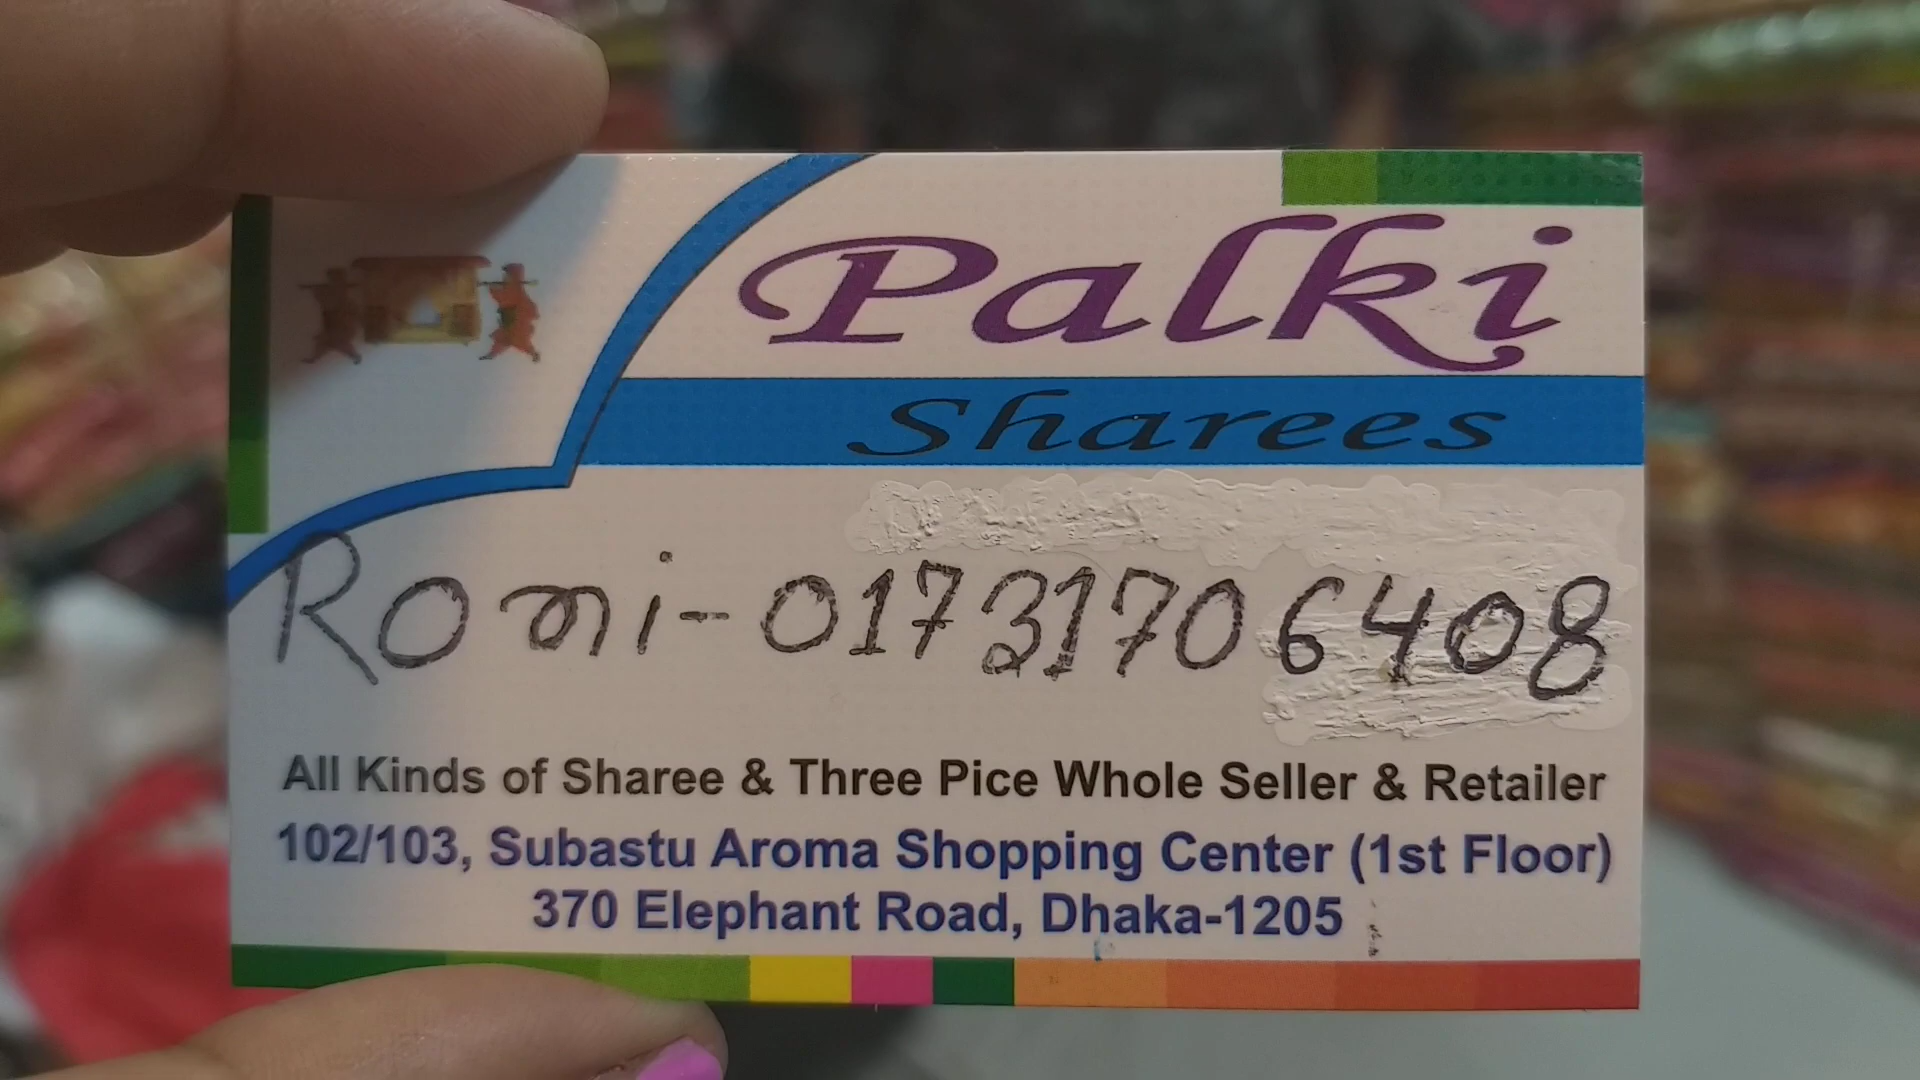 Palki
Sharees
Roni-01731706408
All Kinds of Sharee & Three Pice Whole Seller & Retailer
102/103, Subastu Aroma Shopping Center (1st Floor)
370 Elephant Road, Dhaka-1205